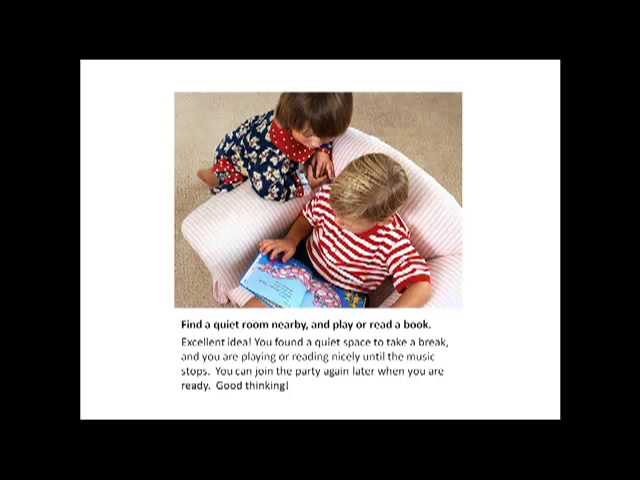 Find a quiet room nearby, and play or read a book.
Excellent idea! You found a quiet space to take a break,
and you are playing or reading nicely until the music
stops. You can join the party again later when you are
ready. Good thinking!